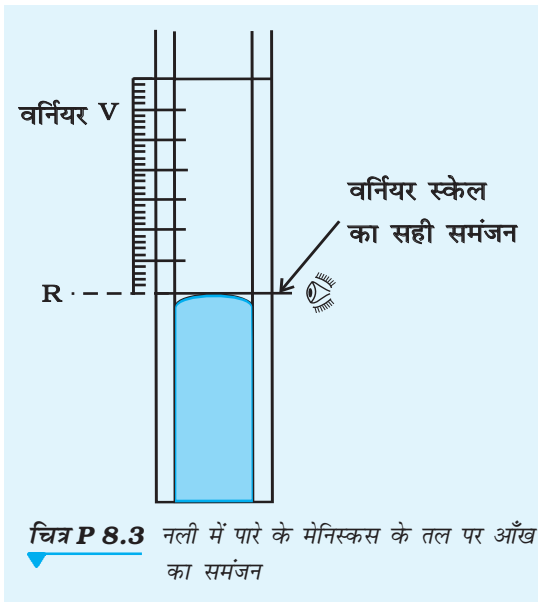 वर्नियर V
वर्नियर स्केल
का सही समंजन
R
चित्र P 8.3 नली में पारे के मेनिस्कस के तल पर आँख
का समंजन